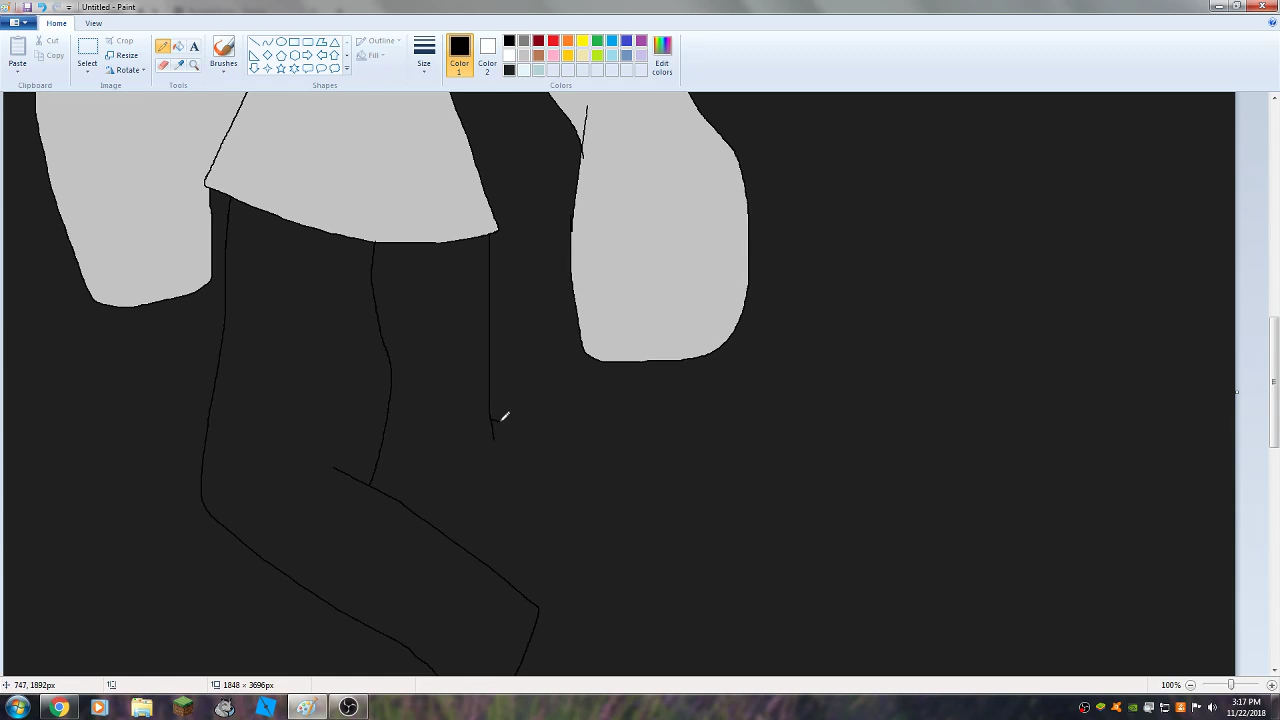 Untitled - Paint
Home View
Paste
Cut
Copy
Clipboard
Select
Crop
Resize
Rotate
Image
A
Tools
Brushes
Outline
Fill
Shapes
Size
Color 1
Color 2
Edit colors
Colors
747, 1892px
1848 × 3696px
100%
3:17 PM
11/22/2018